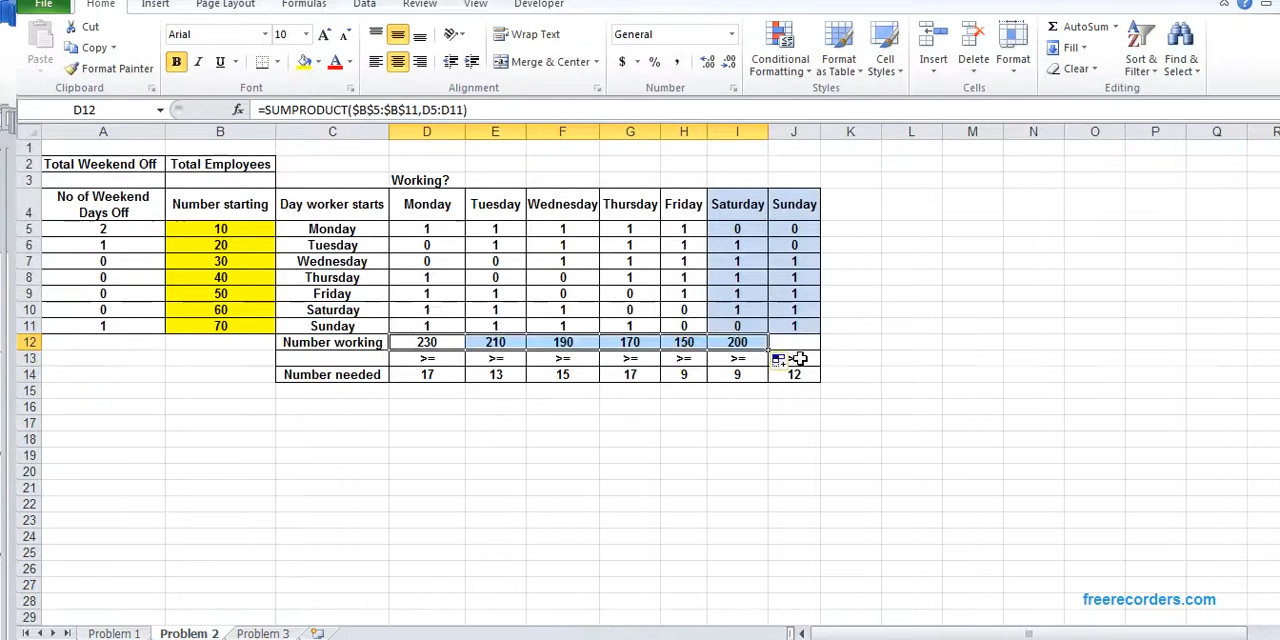 File Home Insert Page Layout Formulas Data Review View Developer
Cut Arial 10 Wrap Text General AutoSum
Copy Fill
Paste Format Painter B I U A Merge & Center $ % , Conditional Format Cell Insert Delete Format Clear Sort & Find &
Formatting as Table Styles Filter Select
Clipboard Font Alignment Number Styles Cells Editing
D12 fx =SUMPRODUCT($B$5:$B$11,D5:D11)
A B C D E F G H I J K L M N O P Q R
1
2 Total Weekend Off Total Employees
3 Working?
No of Weekend
4 Days Off Number starting Day worker starts Monday Tuesday Wednesday Thursday Friday Saturday Sunday
5 2 10 Monday 1 1 1 1 1 0 0
6 1 20 Tuesday 0 1 1 1 1 1 0
7 0 30 Wednesday 0 0 1 1 1 1 1
8 0 40 Thursday 1 0 0 1 1 1 1
9 0 50 Friday 1 1 0 0 1 1 1
10 0 60 Saturday 1 1 1 0 0 1 1
11 1 70 Sunday 1 1 1 1 0 0 1
12 Number working 230 210 190 170 150 200
13 >= >= >= >= >= >=
14 Number needed 17 13 15 17 9 9 12
15
16
17
18
19
20
21
22
23
24
25
26
27
28
29
freerecorders.com
Problem 1 Problem 2 Problem 3